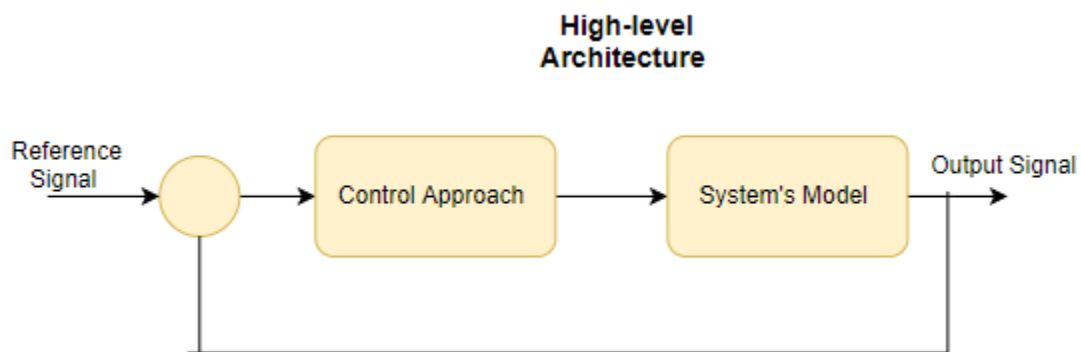 High-level
Architecture
Reference
Signal
Control Approach
System's Model
Output Signal